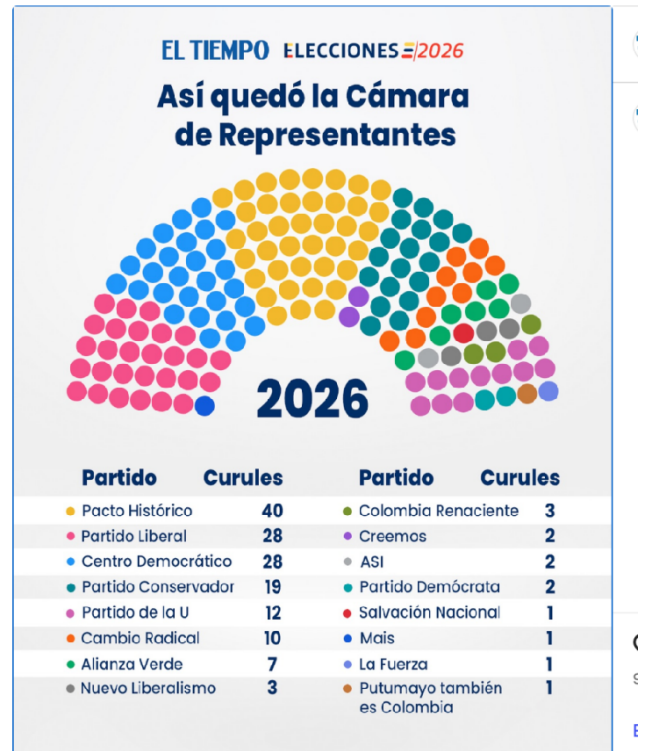 EL TIEMPO ELECCIONES 2026
Así quedó la Cámara
de Representantes
2026
Partido Curules
Pacto Histórico 40
Partido Liberal 28
Centro Democrático 28
Partido Conservador 19
Partido de la U 12
Cambio Radical 10
Alianza Verde 7
Nuevo Liberalismo 3
Partido Curules
Colombia Renaciente 3
Creemos 2
ASI 2
Partido Demócrata 2
Salvación Nacional 1
Mais 1
La Fuerza 1
Putumayo también 1
es Colombia